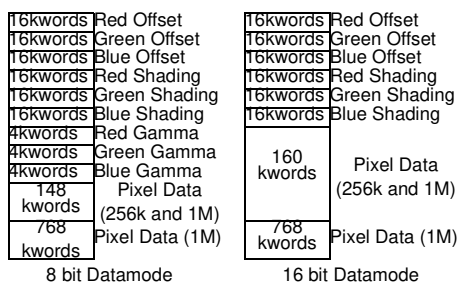 16kwords Red Offset
16kwords Green Offset
16kwords Blue Offset
16kwords Red Shading
16kwords Green Shading
16kwords Blue Shading
4kwords Red Gamma
4kwords Green Gamma
4kwords Blue Gamma
148 kwords Pixel Data
(256k and 1M)
768 kwords Pixel Data (1M)
8 bit Datamode
16kwords Red Offset
16kwords Green Offset
16kwords Blue Offset
16kwords Red Shading
16kwords Green Shading
16kwords Blue Shading
160 kwords Pixel Data
(256k and 1M)
768 kwords Pixel Data (1M)
16 bit Datamode